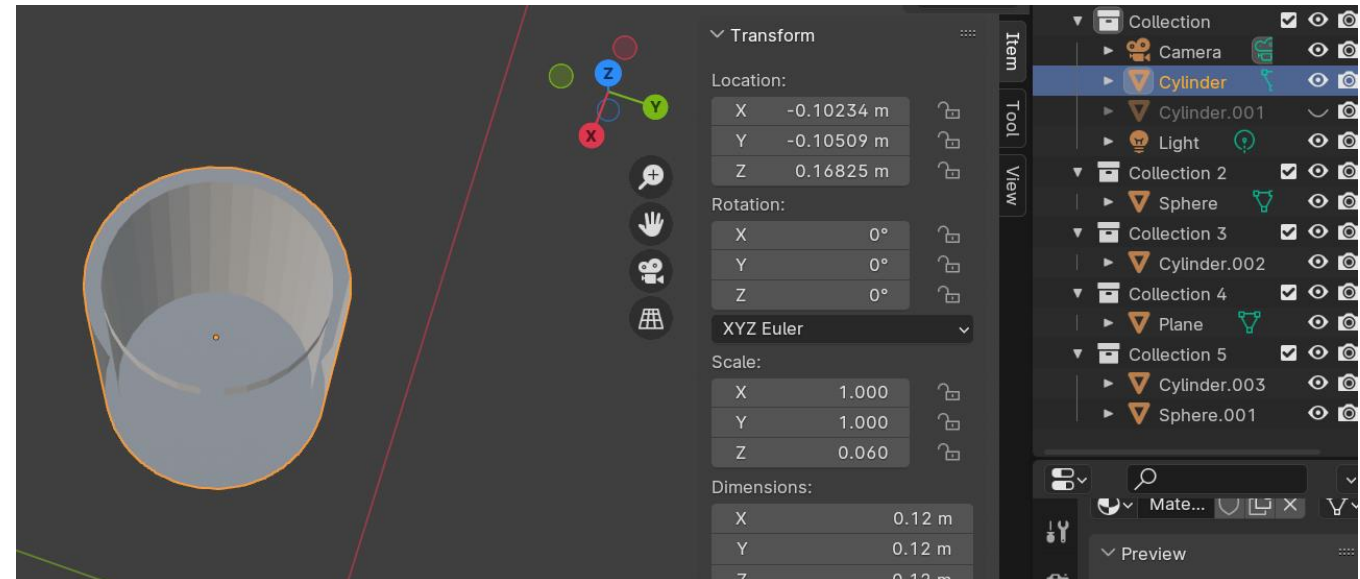 Transform
Location:
X -0.10234 m
Y -0.10509 m
Z 0.16825 m
Rotation:
X 0°
Y 0°
Z 0°
XYZ Euler
Scale:
X 1.000
Y 1.000
Z 0.060
Dimensions:
X 0.12 m
Y 0.12 m
Z 0.12 m
Item
Tool
View
Z
Y
X
Collection
Camera
Cylinder
Cylinder.001
Light
Collection 2
Sphere
Collection 3
Cylinder.002
Collection 4
Plane
Collection 5
Cylinder.003
Sphere.001
Mate...
Preview